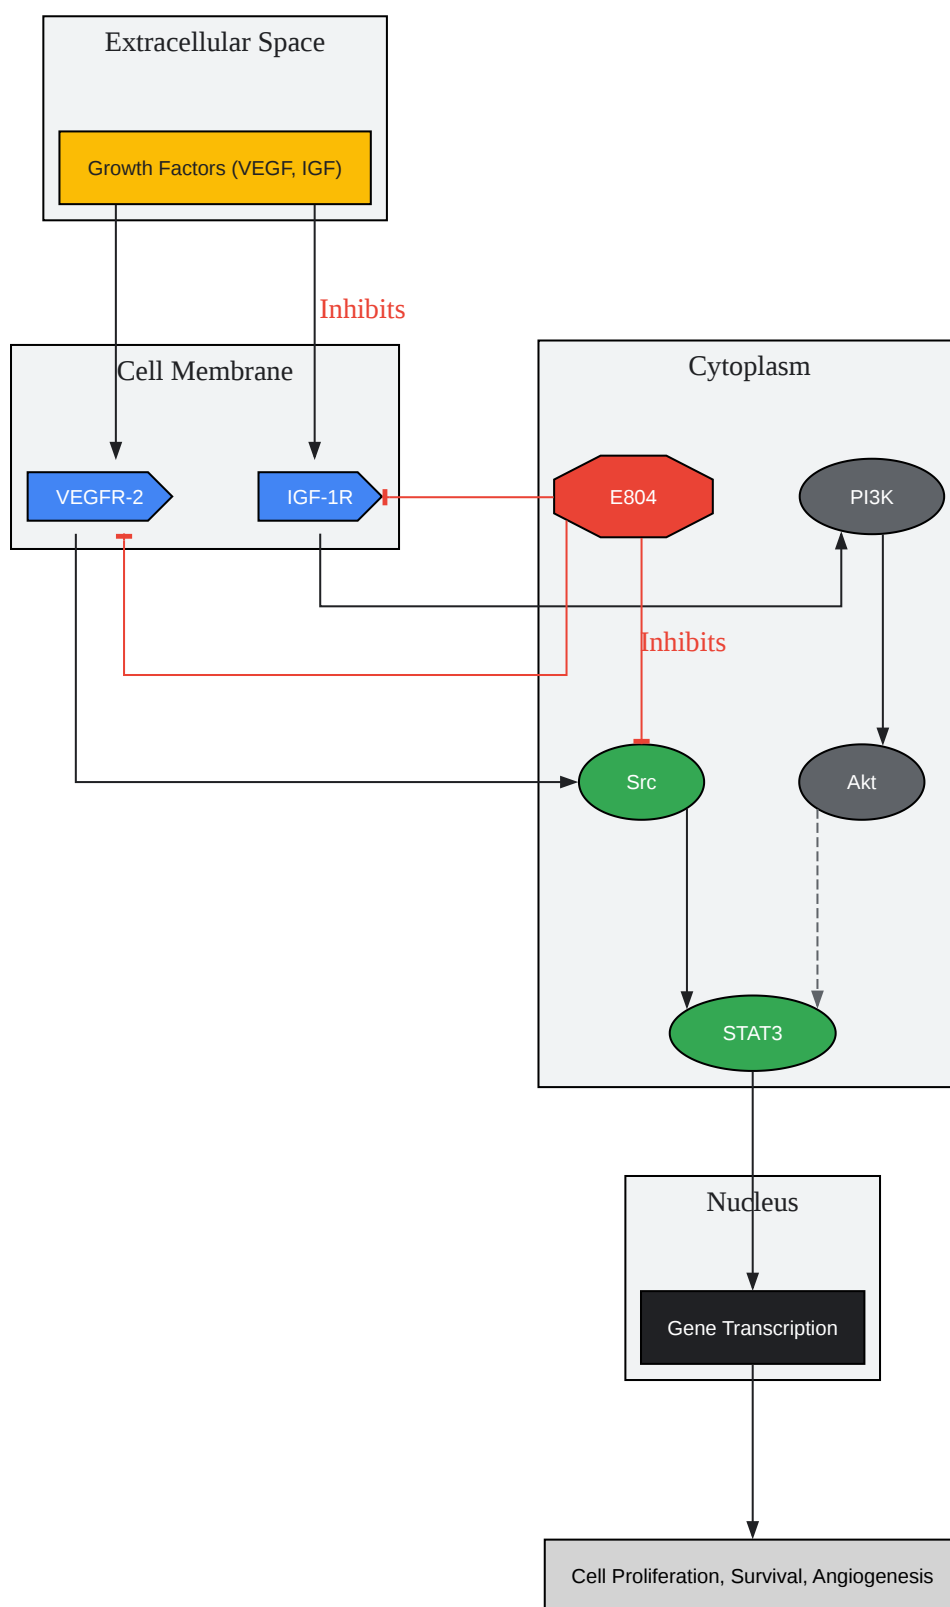 Extracellular Space
Growth Factors (VEGF, IGF)
Inhibits
Cell Membrane
Cytoplasm
VEGFR-2
IGF-1R
E804
PI3K
Inhibits
Src
Akt
STAT3
Nucleus
Gene Transcription
Cell Proliferation, Survival, Angiogenesis